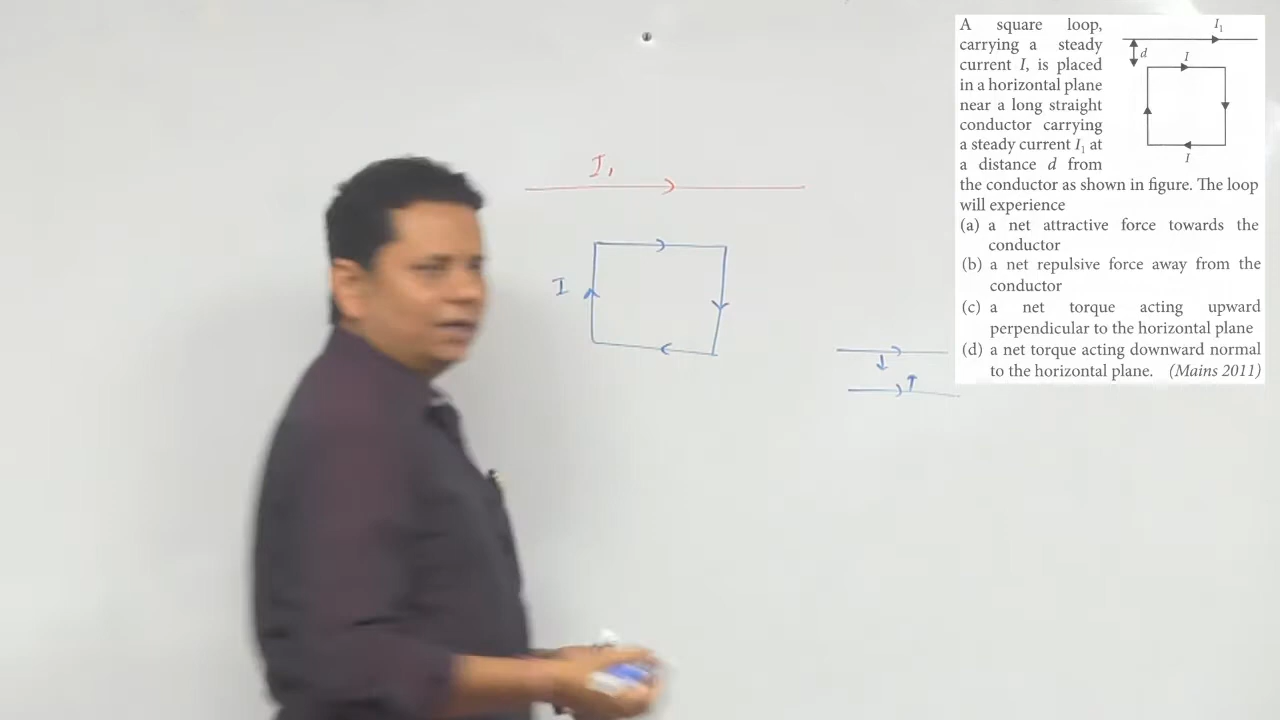 A square loop,
carrying a steady
current I, is placed
in a horizontal plane
near a long straight
conductor carrying
a steady current I₁ at
a distance d from
the conductor as shown in figure. The loop
will experience
(a) a net attractive force towards the
conductor
(b) a net repulsive force away from the
conductor
(c) a net torque acting upward
perpendicular to the horizontal plane
(d) a net torque acting downward normal
to the horizontal plane. (Mains 2011)
I₁
d
I
I
I₁
I